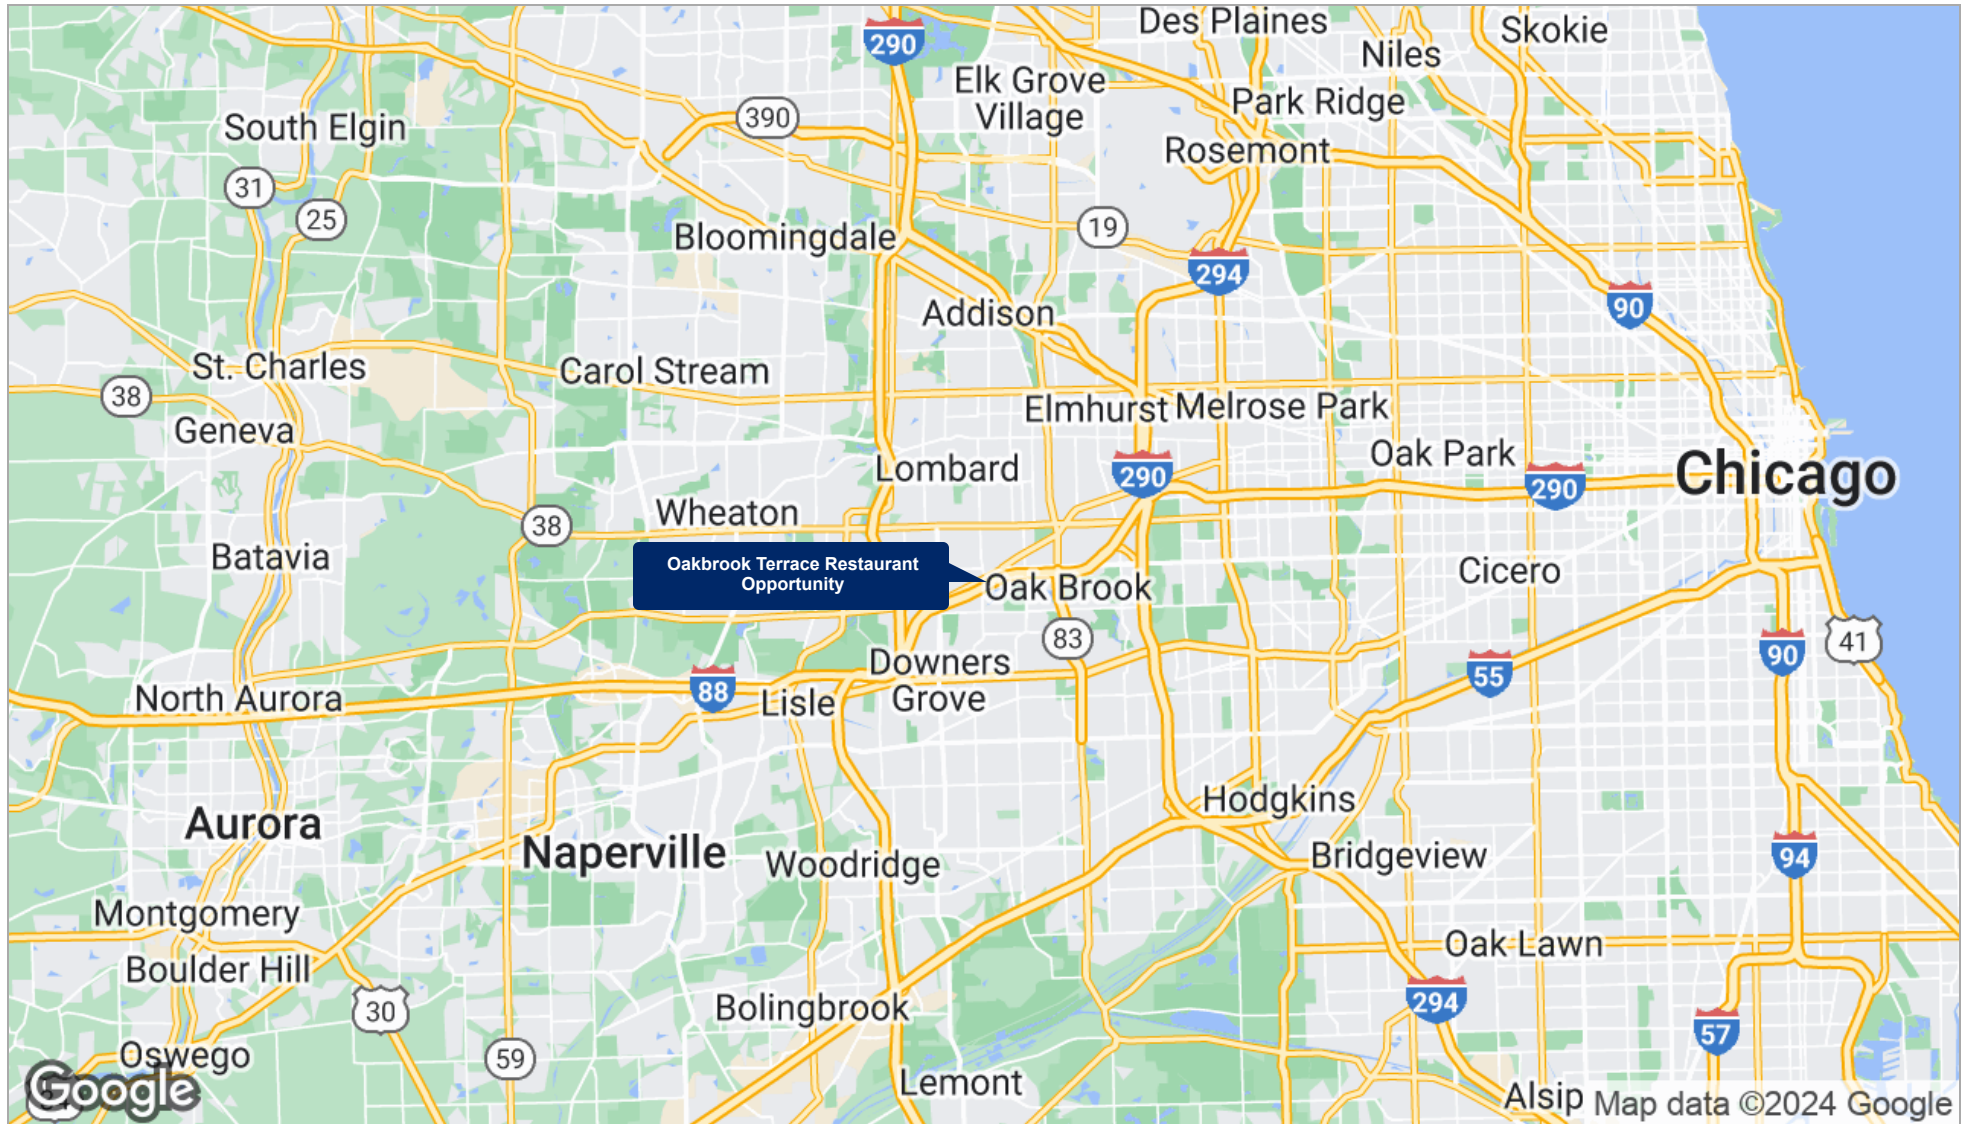 Des Plaines
Skokie
290
Niles
Elk Grove
Village
Park Ridge
390
South Elgin
Rosemont
31
25
19
Bloomingdale
294
90
Addison
St. Charles
Carol Stream
38
Elmhurst
Melrose Park
Geneva
Oak Park
Lombard
290
290
Chicago
Wheaton
38
Batavia
Oakbrook Terrace Restaurant
Opportunity
Oak Brook
Cicero
83
90
41
Downers
Grove
55
88
North Aurora
Lisle
Hodgkins
Aurora
Naperville
Woodridge
Bridgeview
94
Montgomery
Oak Lawn
Boulder Hill
294
Bolingbrook
30
57
Oswego
59
Lemont
Google
Alsip
Map data ©2024 Google